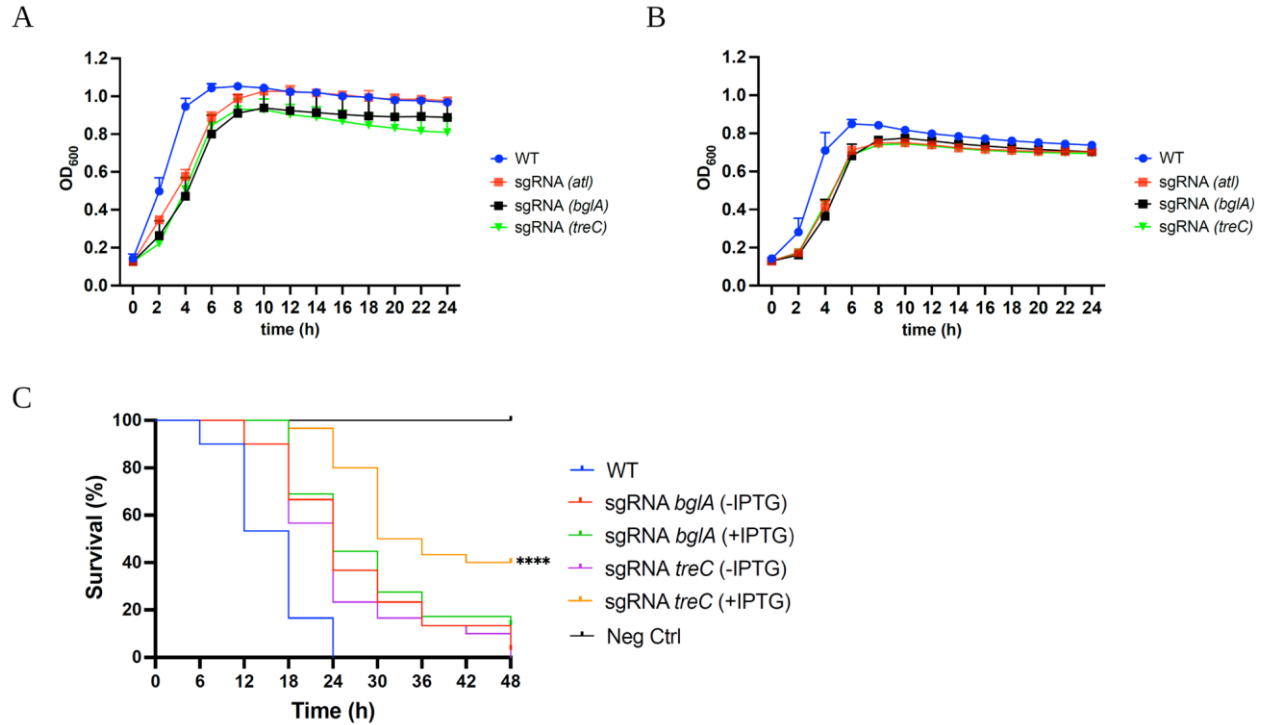 A
1.2
1.0
0.8
0.6
0.4
0.2
0.0
OD600
0 2 4 6 8 10 12 14 16 18 20 22 24
time (h)
WT
sgRNA (atl)
sgRNA (bglA)
sgRNA (treC)
B
1.2
1.0
0.8
0.6
0.4
0.2
0.0
OD600
0 2 4 6 8 10 12 14 16 18 20 22 24
time (h)
WT
sgRNA (atl)
sgRNA (bglA)
sgRNA (treC)
C
100
80
60
40
20
0
Survival (%)
0 6 12 18 24 30 36 42 48
Time (h)
****
WT
sgRNA bglA (-IPTG)
sgRNA bglA (+IPTG)
sgRNA treC (-IPTG)
sgRNA treC (+IPTG)
Neg Ctrl